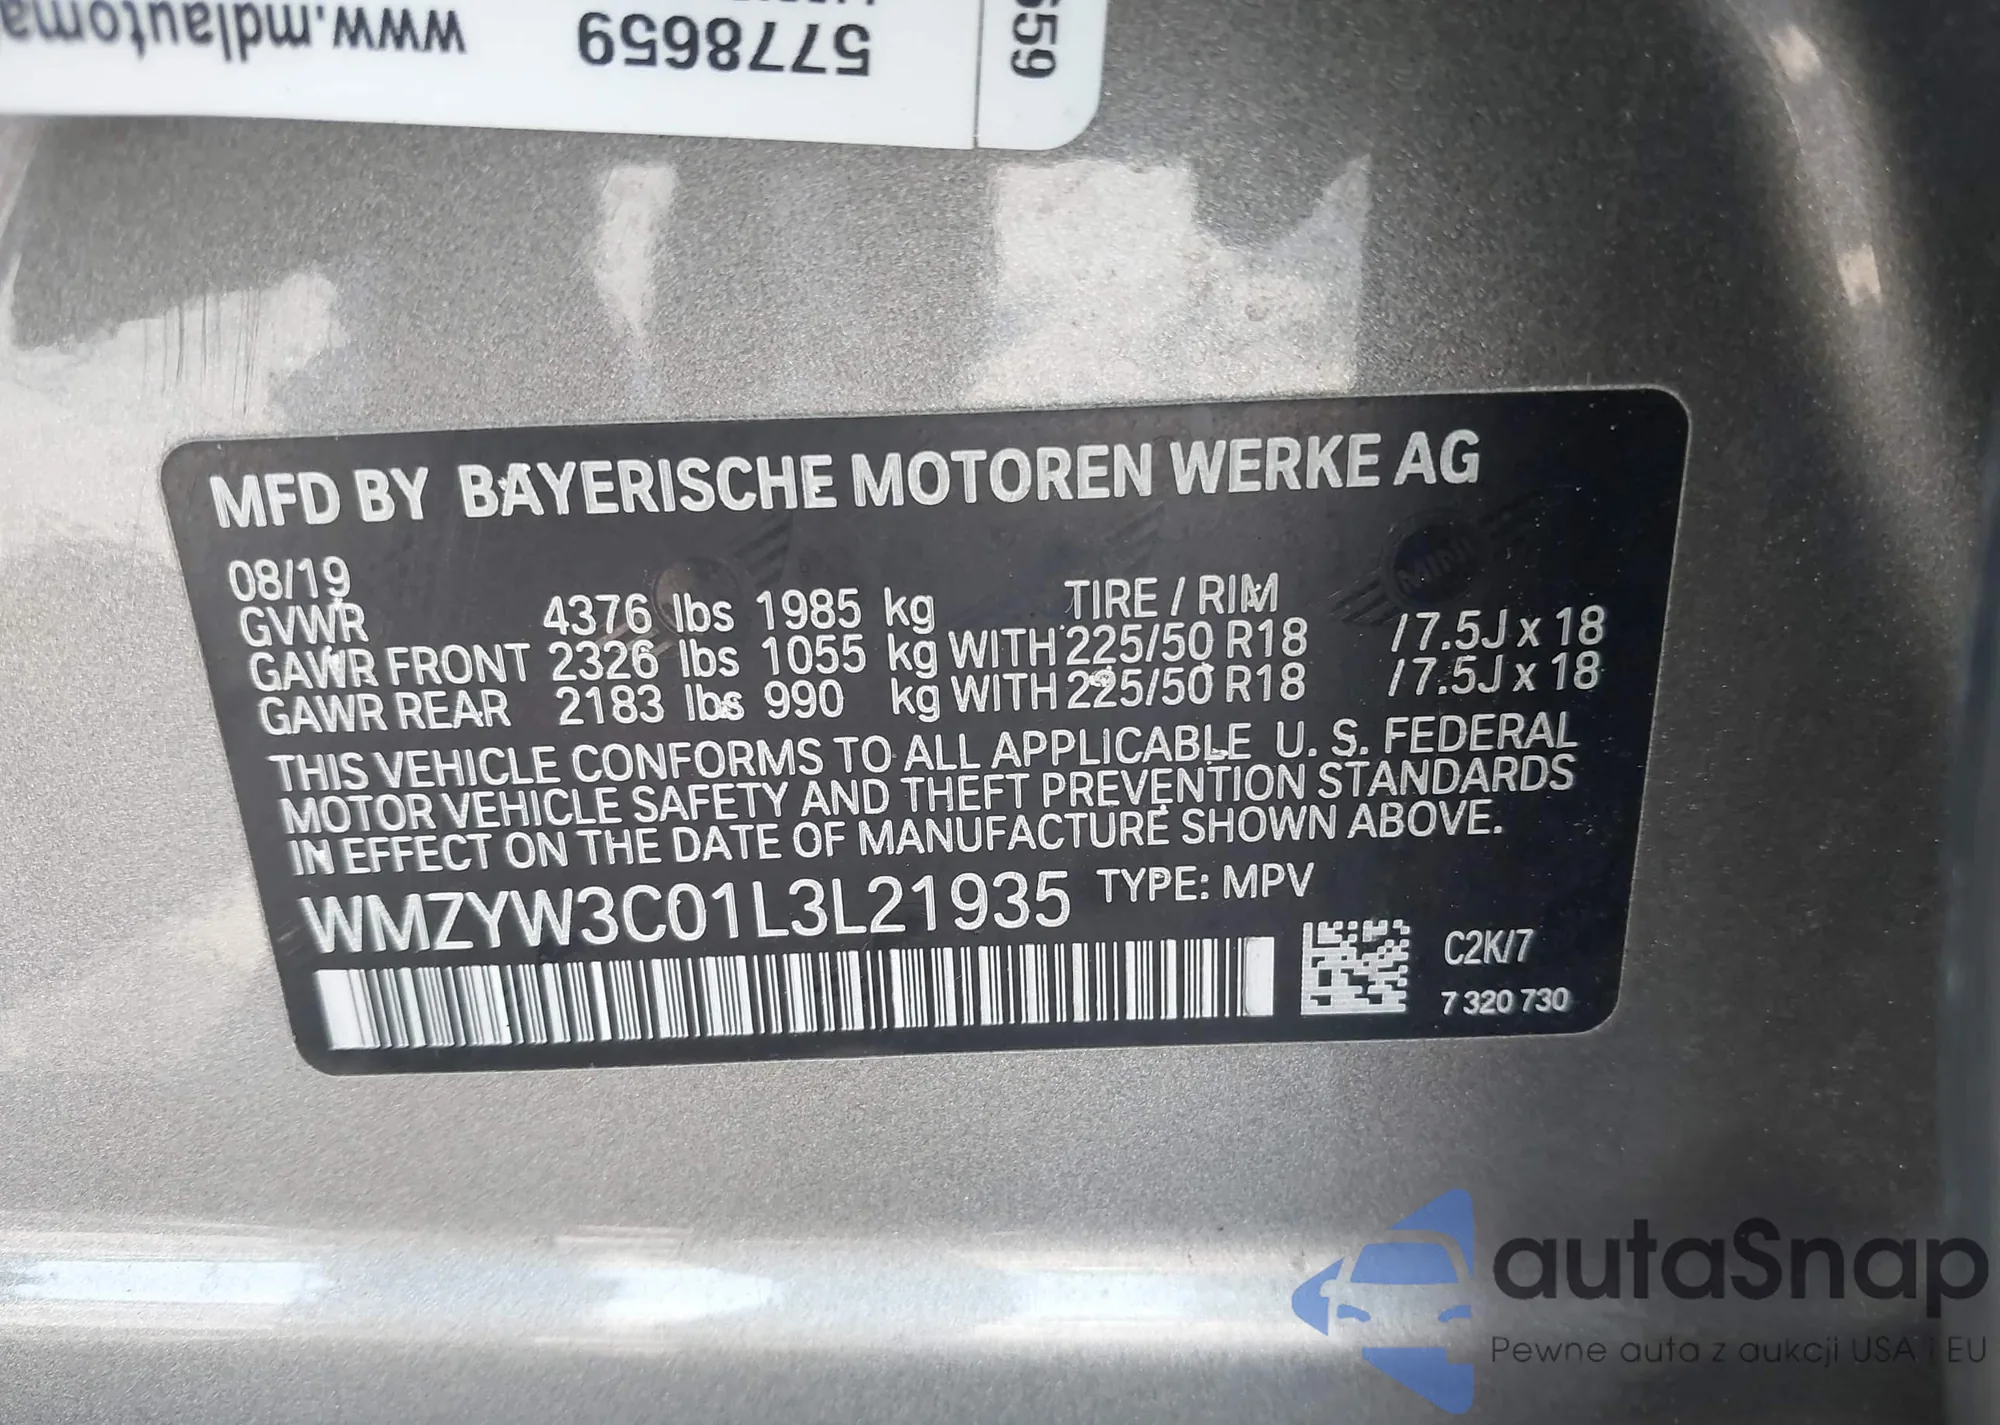 www.mdlautoma
5778659
659
MFD BY BAYERISCHE MOTOREN WERKE AG
08/19
GVWR 4376 lbs 1985 kg TIRE / RIM
GAWR FRONT 2326 lbs 1055 kg WITH 225/50 R18 /7.5J x 18
GAWR REAR 2183 lbs 990 kg WITH 225/50 R18 /7.5J x 18
THIS VEHICLE CONFORMS TO ALL APPLICABLE U. S. FEDERAL
MOTOR VEHICLE SAFETY AND THEFT PREVENTION STANDARDS
IN EFFECT ON THE DATE OF MANUFACTURE SHOWN ABOVE.
WMZYW3C01L3L21935 TYPE: MPV
C2K/7
7 320 730
MINI
autaSnap
Pewne auta z aukcji USA i EU